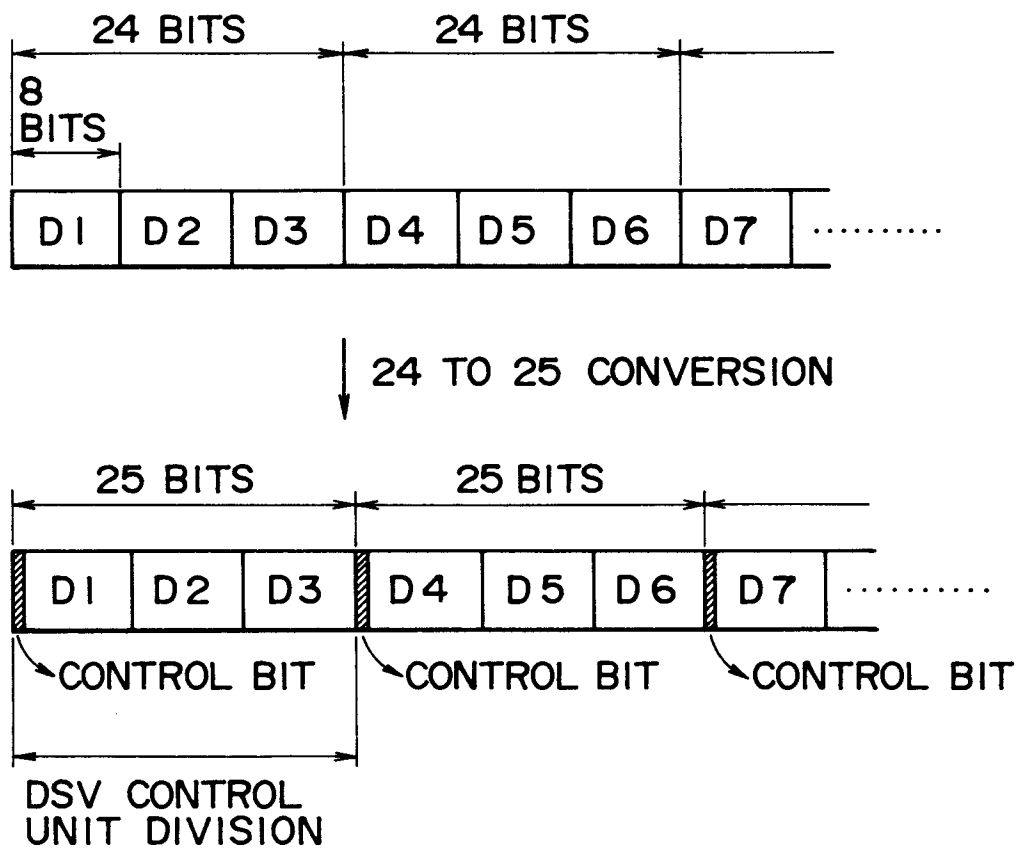 24 BITS 24 BITS
8
BITS
D1 D2 D3 D4 D5 D6 D7 ..........
24 TO 25 CONVERSION
25 BITS 25 BITS
D1 D2 D3 D4 D5 D6 D7 ..........
CONTROL BIT CONTROL BIT CONTROL BIT
DSV CONTROL
UNIT DIVISION